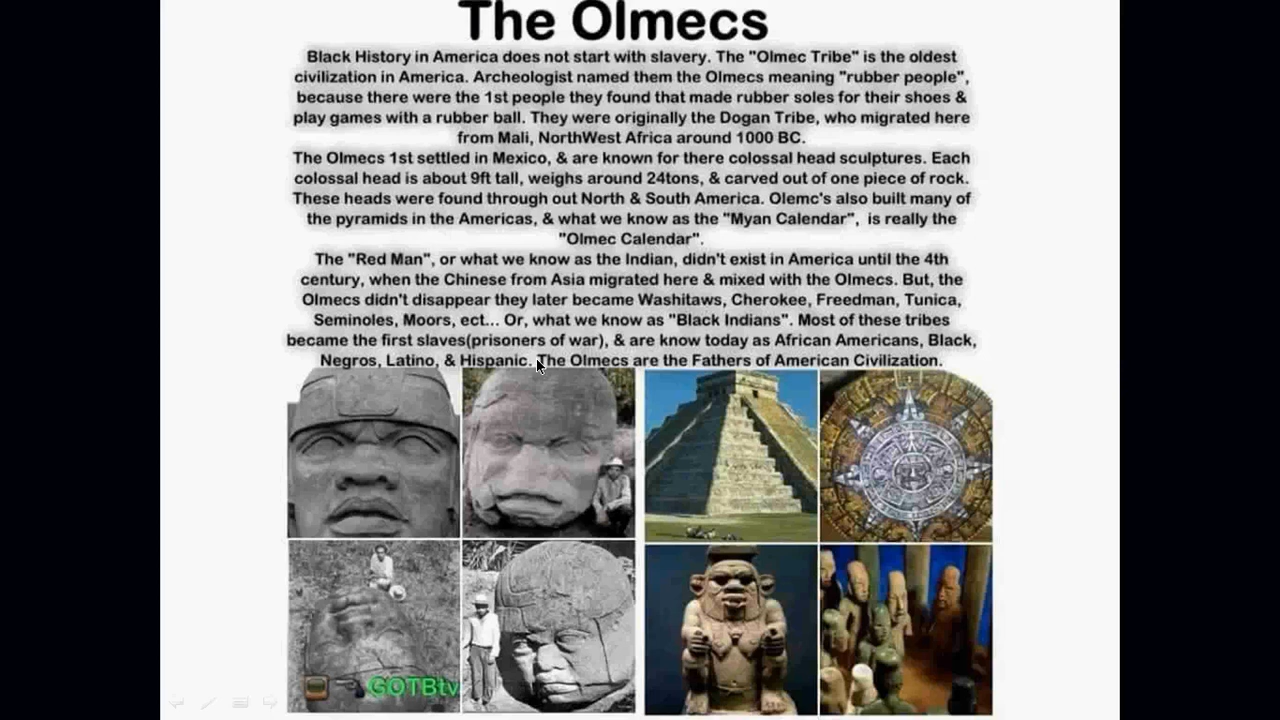 The Olmecs
Black History in America does not start with slavery. The "Olmec Tribe" is the oldest
civilization in America. Archeologist named them the Olmecs meaning "rubber people",
because there were the 1st people they found that made rubber soles for their shoes &
play games with a rubber ball. They were originally the Dogan Tribe, who migrated here
from Mali, NorthWest Africa around 1000 BC.
The Olmecs 1st settled in Mexico, & are known for there colossal head sculptures. Each
colossal head is about 9ft tall, weighs around 24tons, & carved out of one piece of rock.
These heads were found through out North & South America. Olemc's also built many of
the pyramids in the Americas, & what we know as the "Myan Calendar", is really the
"Olmec Calendar".
The "Red Man", or what we know as the Indian, didn't exist in America until the 4th
century, when the Chinese from Asia migrated here & mixed with the Olmecs. But, the
Olmecs didn't disappear they later became Washitaws, Cherokee, Freedman, Tunica,
Seminoles, Moors, ect... Or, what we know as "Black Indians". Most of these tribes
became the first slaves(prisoners of war), & are know today as African Americans, Black,
Negros, Latino, & Hispanic. The Olmecs are the Fathers of American Civilization.
GOTBtv